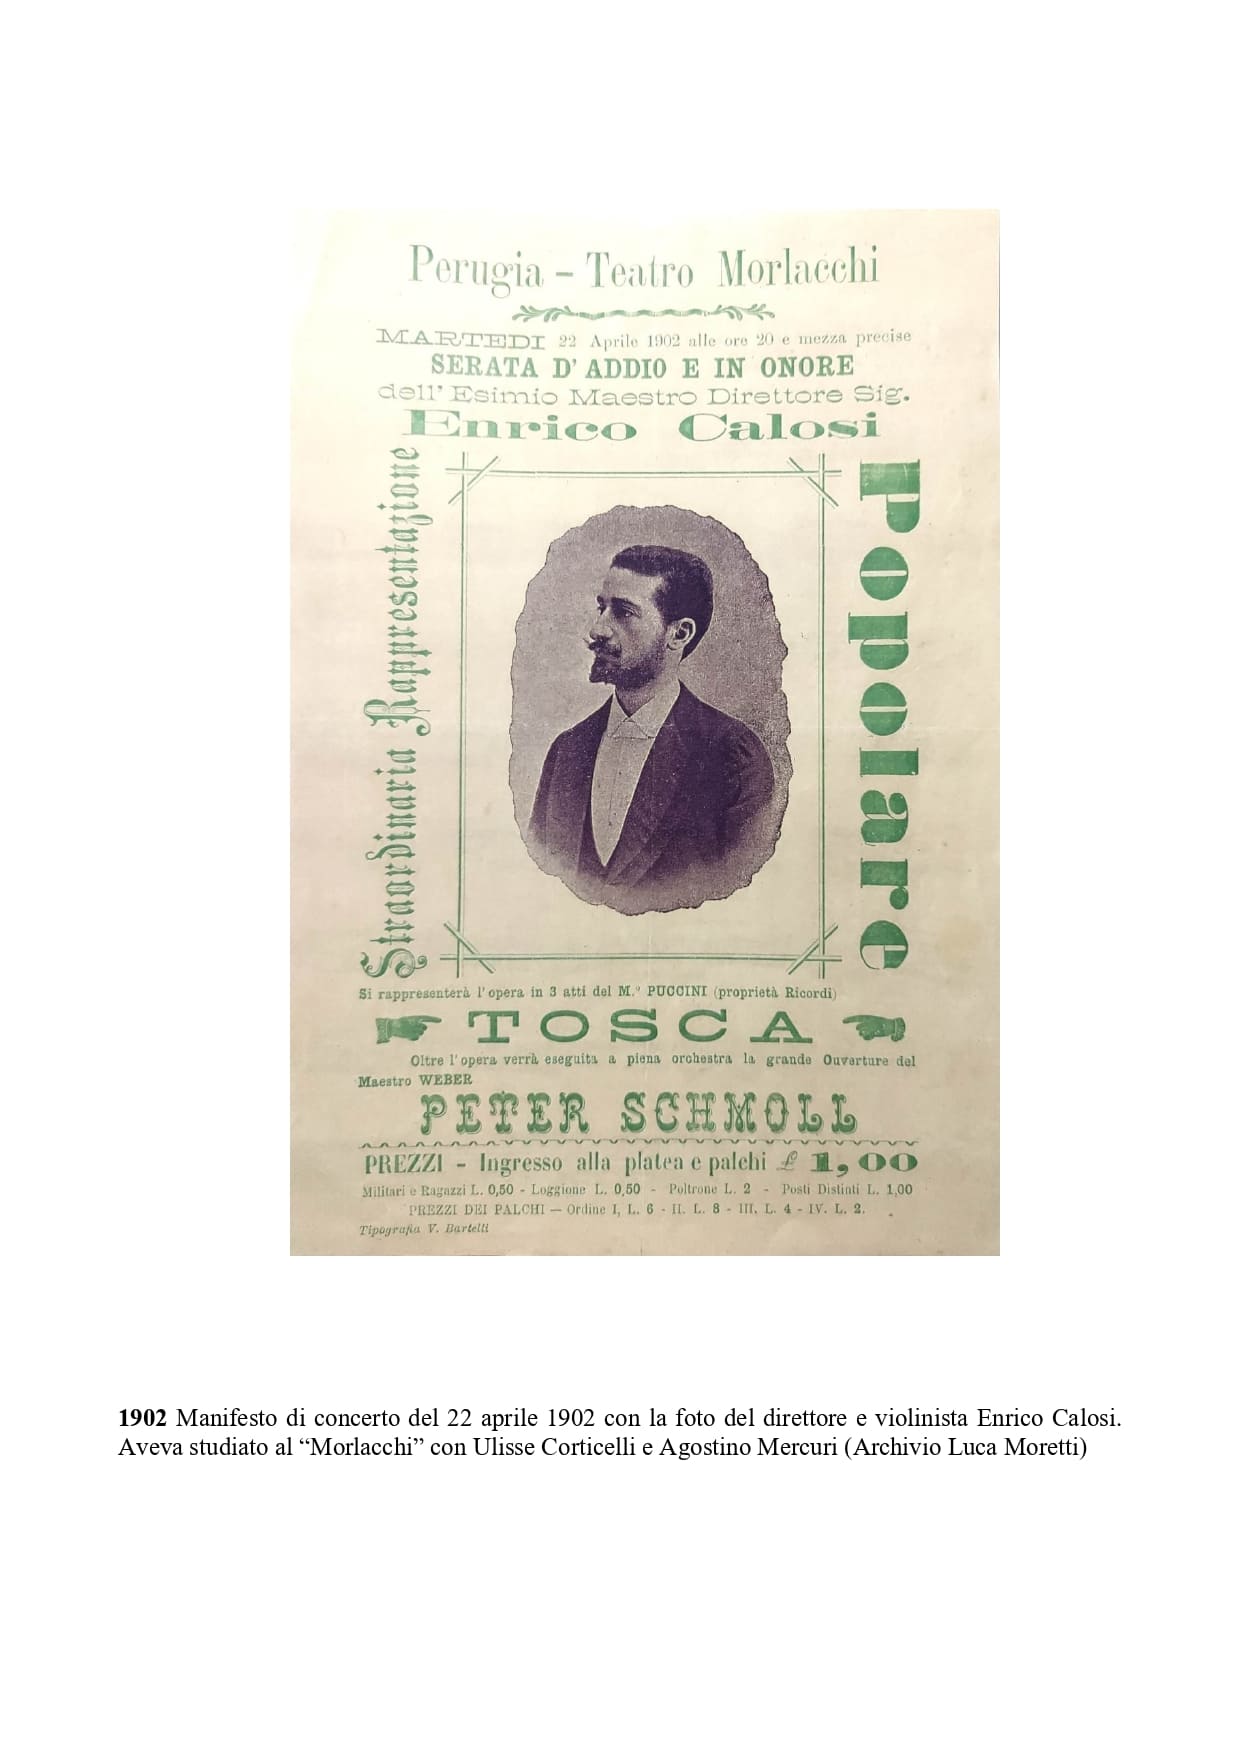 Perugia – Teatro Morlacchi
MARTEDI 22 Aprile 1902 alle ore 20 e mezza precise
SERATA D' ADDIO E IN ONORE
dell' Esimio Maestro Direttore Sig.
Enrico Calosi
Straordinaria Rappresentazione
Popolare
Si rappresenterà l'opera in 3 atti del M.° PUCCINI (proprietà Ricordi)
TOSCA
Oltre l'opera verrà eseguita a piena orchestra la grande Ouverture del
Maestro WEBER
PETER SCHMOLL
PREZZI – Ingresso alla platea e palchi £ 1,00
Militari e Ragazzi L. 0,50 - Loggione L. 0,50 - Poltrone L. 2 - Posti Distinti L. 1,00
PREZZI DEI PALCHI — Ordine I, L. 6 - II. L. 8 - III. L. 4 - IV. L. 2.
Tipografia V. Bartelli
1902 Manifesto di concerto del 22 aprile 1902 con la foto del direttore e violinista Enrico Calosi.
Aveva studiato al “Morlacchi” con Ulisse Corticelli e Agostino Mercuri (Archivio Luca Moretti)